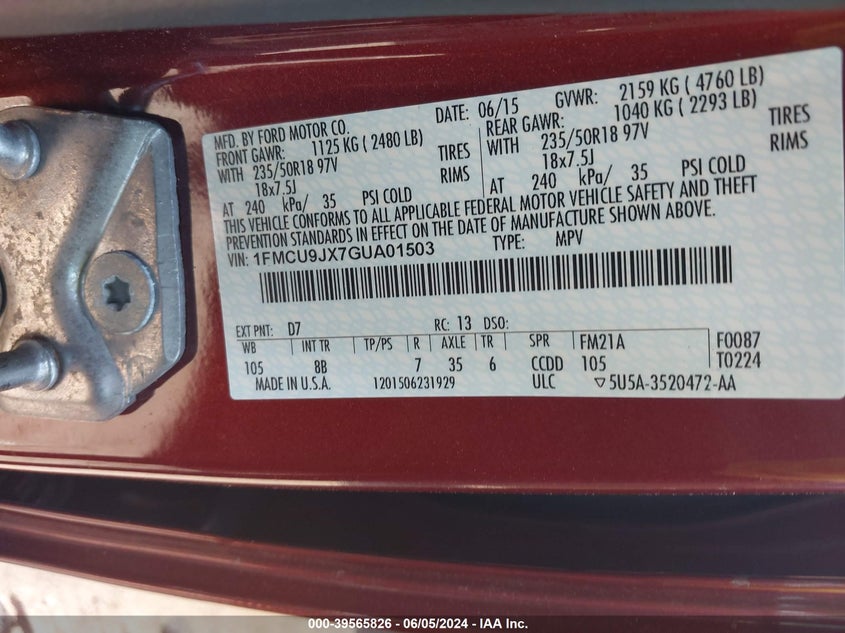 MFD. BY FORD MOTOR CO. DATE: 06/15 GVWR: 2159 KG (4760 LB)
FRONT GAWR: 1125 KG (2480 LB) REAR GAWR: 1040 KG (2293 LB)
WITH 235/50R18 97V TIRES WITH 235/50R18 97V TIRES
18x7.5J RIMS 18x7.5J RIMS
AT 240 kPa/ 35 PSI COLD AT 240 kPa/ 35 PSI COLD
THIS VEHICLE CONFORMS TO ALL APPLICABLE FEDERAL MOTOR VEHICLE SAFETY AND THEFT
PREVENTION STANDARDS IN EFFECT ON THE DATE OF MANUFACTURE SHOWN ABOVE.
VIN: 1FMCU9JX7GUA01503 TYPE: MPV
EXT PNT: D7 RC: 13 DSO:
WB INT TR TP/PS R AXLE TR SPR FM21A F0087
105 8B 7 35 6 CCDD 105 T0224
MADE IN U.S.A. 1201506231929 ULC ▽5U5A-3520472-AA
000-39565826 - 06/05/2024 - IAA Inc.